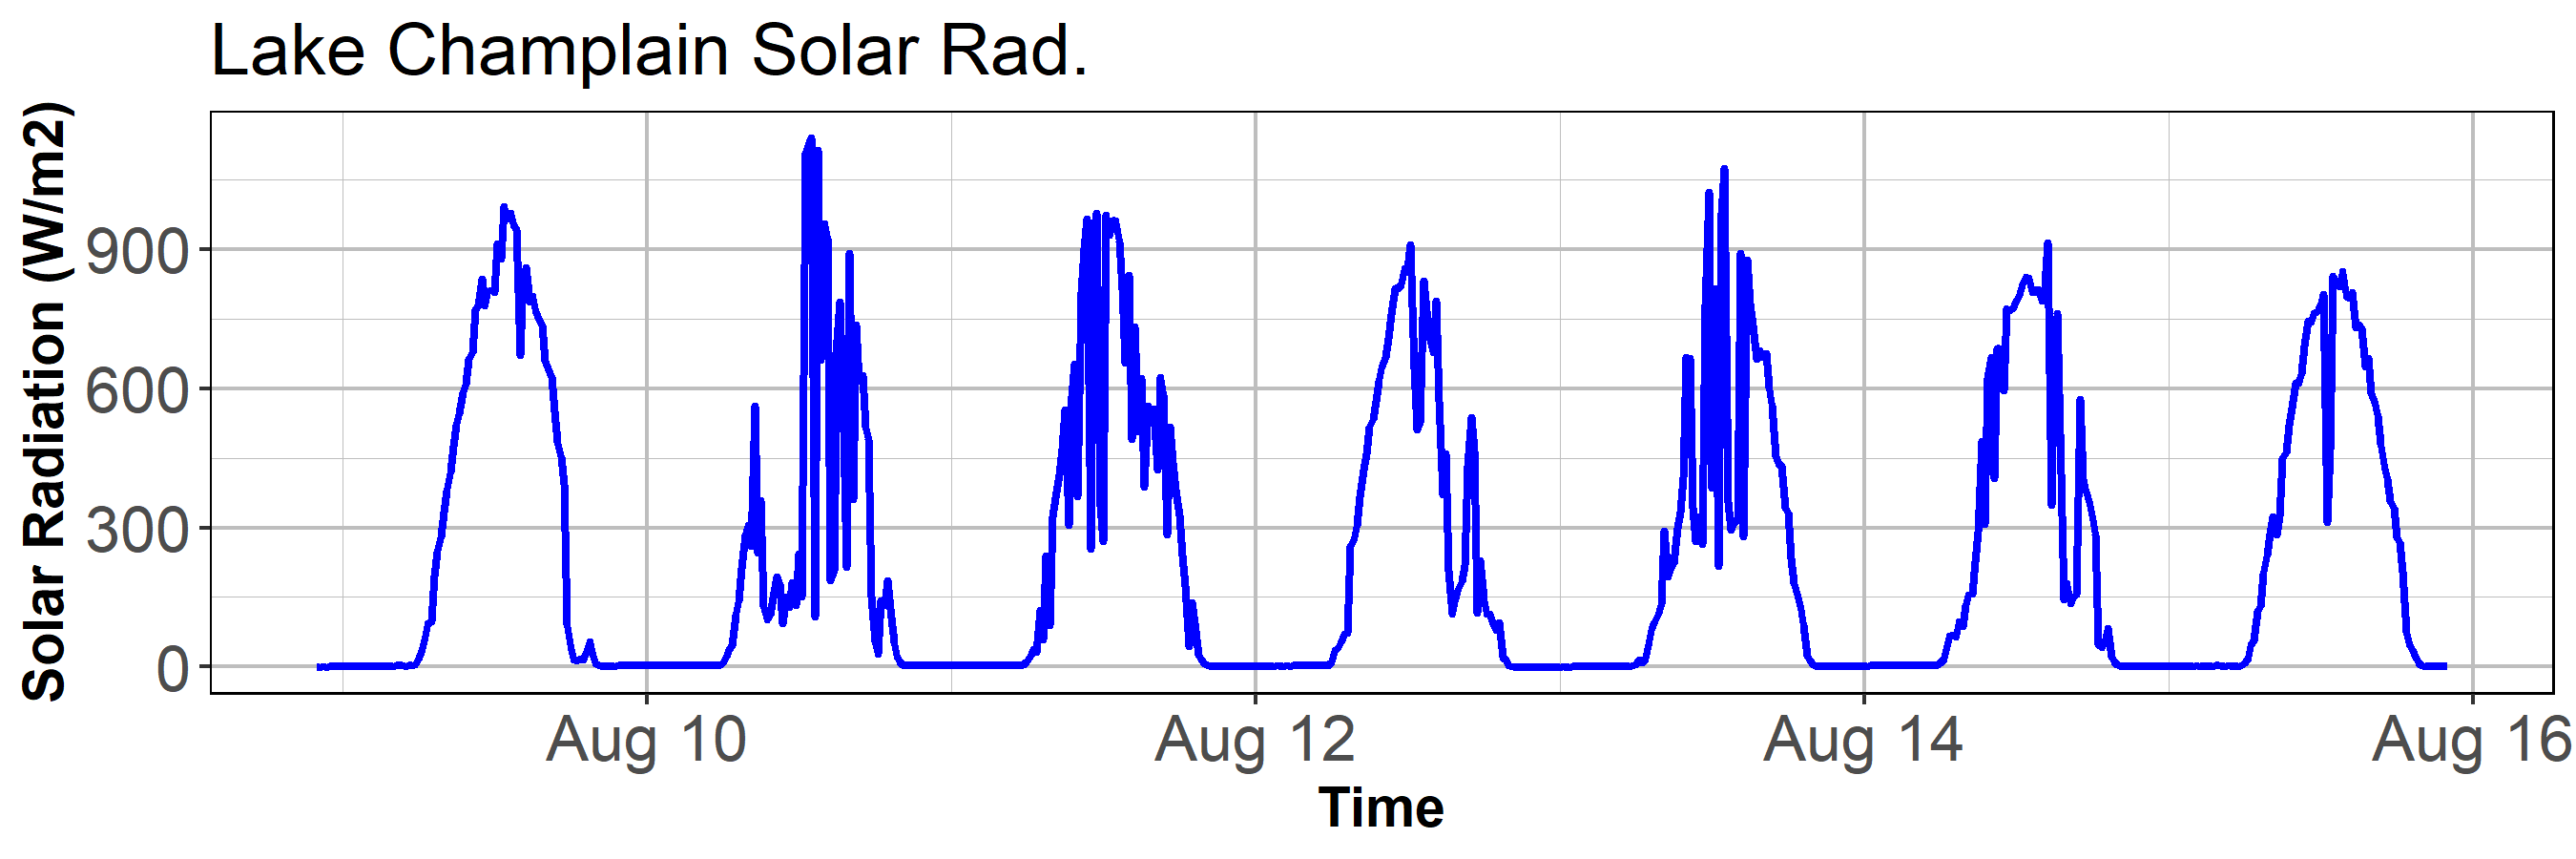 Lake Champlain Solar Rad.
Solar Radiation (W/m2)
900
600
300
0
Aug 10 Aug 12 Aug 14 Aug 16
Time